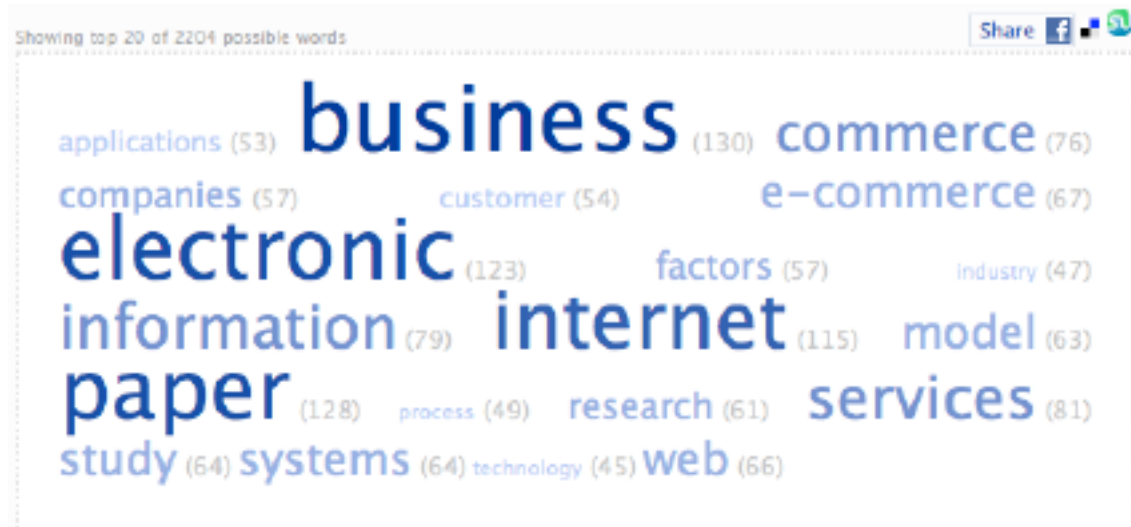 Showing top 20 of 2204 possible words
Share
applications (53) business (130) commerce (76)
companies (57) customer (54) e-commerce (67)
electronic (123) factors (57) industry (47)
information (79) internet (115) model (63)
paper (128) process (49) research (61) services (81)
study (64) systems (64) technology (45) web (66)